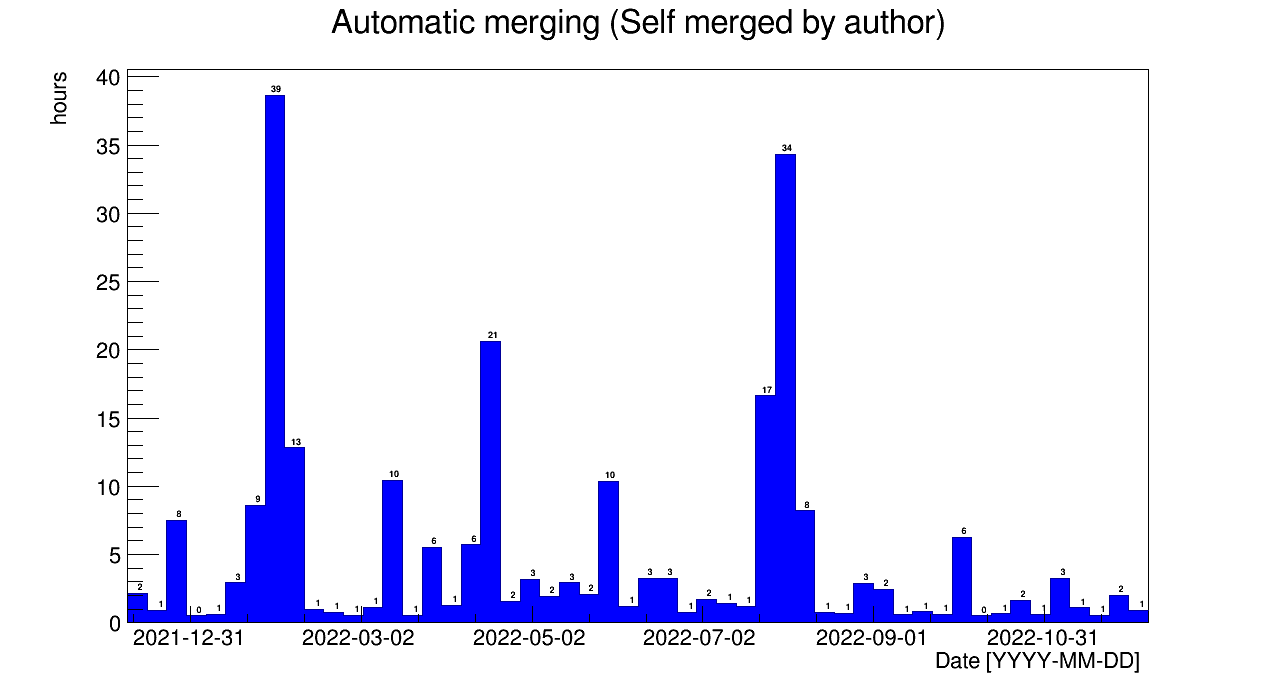 Automatic merging (Self merged by author)
hours
40
35
30
25
20
15
10
5
0
2 1 8 0 1 3 9 39 13 1 1 1 1 10 1 6 1 6 21 2 3 2 3 2 10 1 3 3 1 2 1 1 17 34 8 1 1 3 2 1 1 1 6 0 1 2 1 3 1 1 2 1
2021-12-31 2022-03-02 2022-05-02 2022-07-02 2022-09-01 2022-10-31
Date [YYYY-MM-DD]